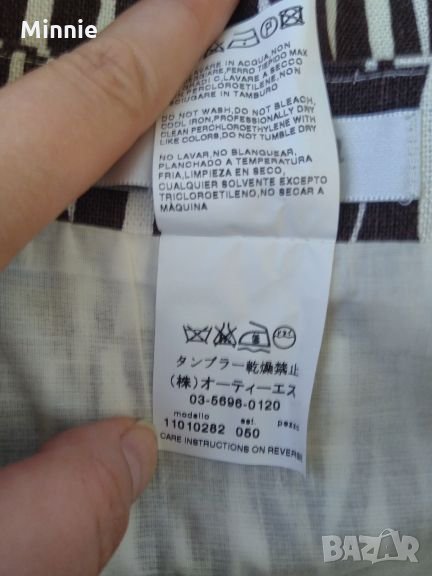 Minnie
LAVARE IN ACQUA,NON
FERRO TIEPIDO MAX
C,LAVARE A SECCO
PERCLOROETILENE,NON
ASCIUGARE IN TAMBURO
DO NOT WASH,DO NOT BLEACH,
COOL IRON,PROFESSIONALLY DRY
CLEAN PERCHLOROETHYLENE WITH
LIKE COLORS,DO NOT TUMBLE DRY
NO LAVAR,NO BLANQUEAR,
PLANCHADO A TEMPERATURA
FRIA,LIMPIEZA EN SECO,
CUALQUIER SOLVENTE EXCEPTO
TRICLOROETILENO,NO SECAR A
MÁQUINA
タンブラー乾燥禁止
(株)オーティーエス
03-5696-0120
modello est. pezzo
11010282 050
CARE INSTRUCTIONS ON REVERSE
BAZAR